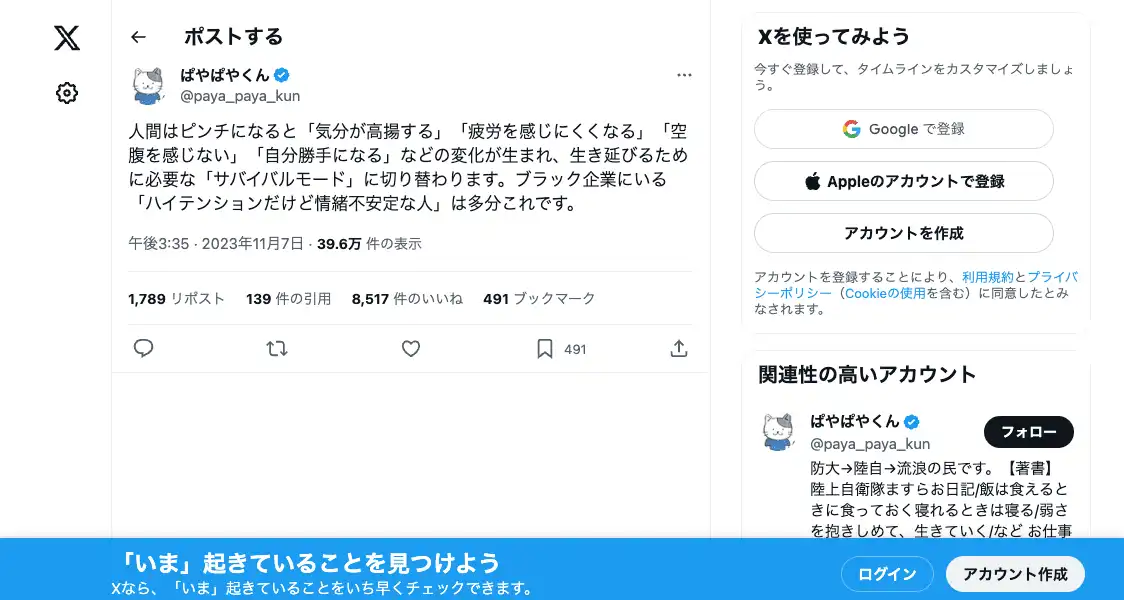 ポストする
ぱやぱやくん
@paya_paya_kun
人間はピンチになると「気分が高揚する」「疲労を感じにくくなる」「空
腹を感じない」「自分勝手になる」などの変化が生まれ、生き延びるため
に必要な「サバイバルモード」に切り替わります。ブラック企業にいる
「ハイテンションだけど情緒不安定な人」は多分これです。
午後3:35 · 2023年11月7日 · 39.6万 件の表示
1,789 リポスト 139 件の引用 8,517 件のいいね 491 ブックマーク
491
Xを使ってみよう
今すぐ登録して、タイムラインをカスタマイズしましょ
う。
Google で登録
Appleのアカウントで登録
アカウントを作成
アカウントを登録することにより、利用規約とプライバ
シーポリシー（Cookieの使用を含む）に同意したとみ
なされます。
関連性の高いアカウント
ぱやぱやくん
@paya_paya_kun
フォロー
防大→陸自→流浪の民です。【著書】
陸上自衛隊ますらお日記/飯は食えると
きに食っておく寝れるときは寝る/弱さ
を抱きしめて、生きていく/など お仕事
「いま」起きていることを見つけよう
Xなら、「いま」起きていることをいち早くチェックできます。
ログイン
アカウント作成